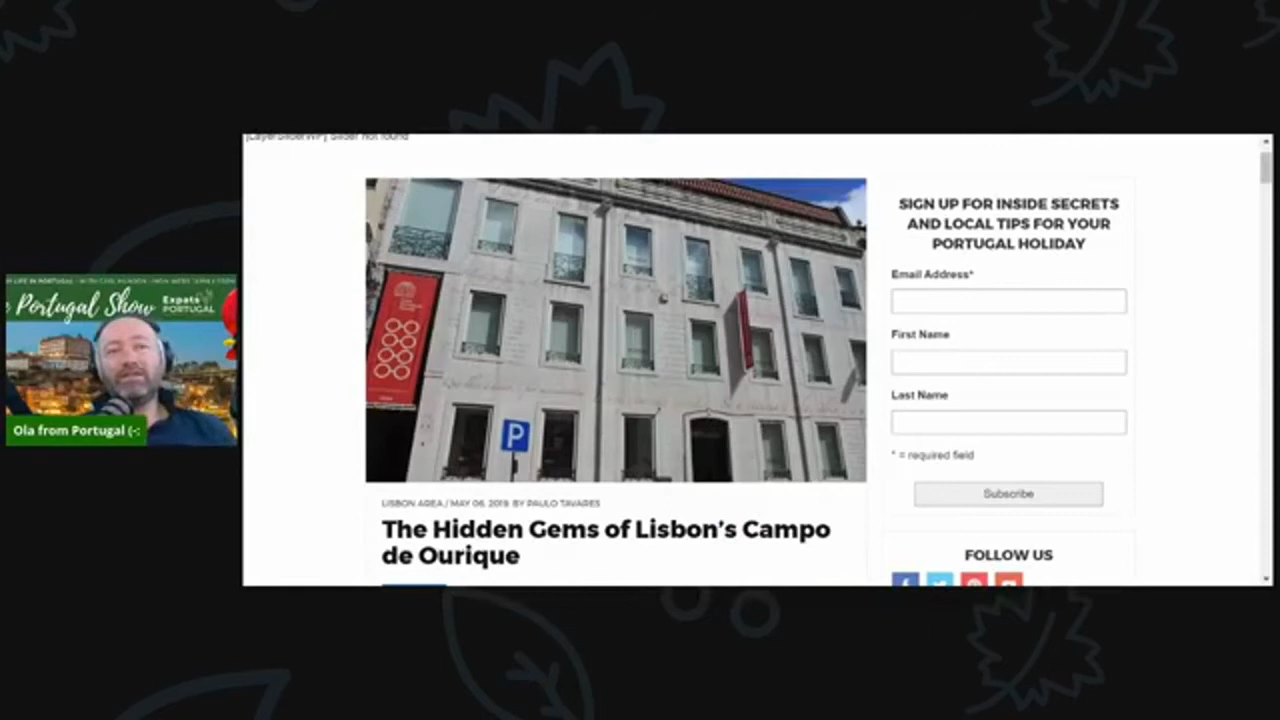 [LayerSliderWP] Slider not found
Portugal Show
Expats
PORTUGAL
Ola from Portugal (-:
P
LISBON AREA / MAY 06, 2019 BY PAULO TAVARES
The Hidden Gems of Lisbon's Campo
de Ourique
SIGN UP FOR INSIDE SECRETS
AND LOCAL TIPS FOR YOUR
PORTUGAL HOLIDAY
Email Address*
First Name
Last Name
* = required field
Subscribe
FOLLOW US